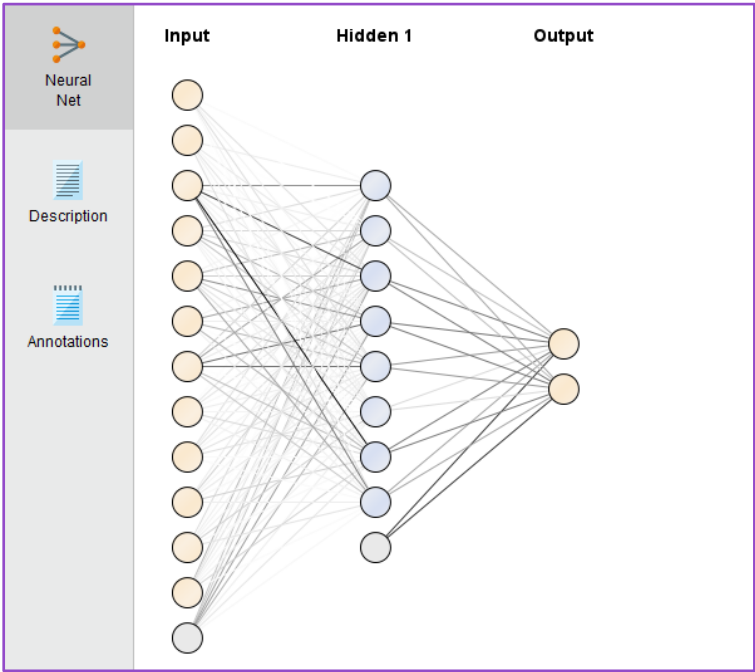 Neural
Net
Description
Annotations
Input
Hidden 1
Output